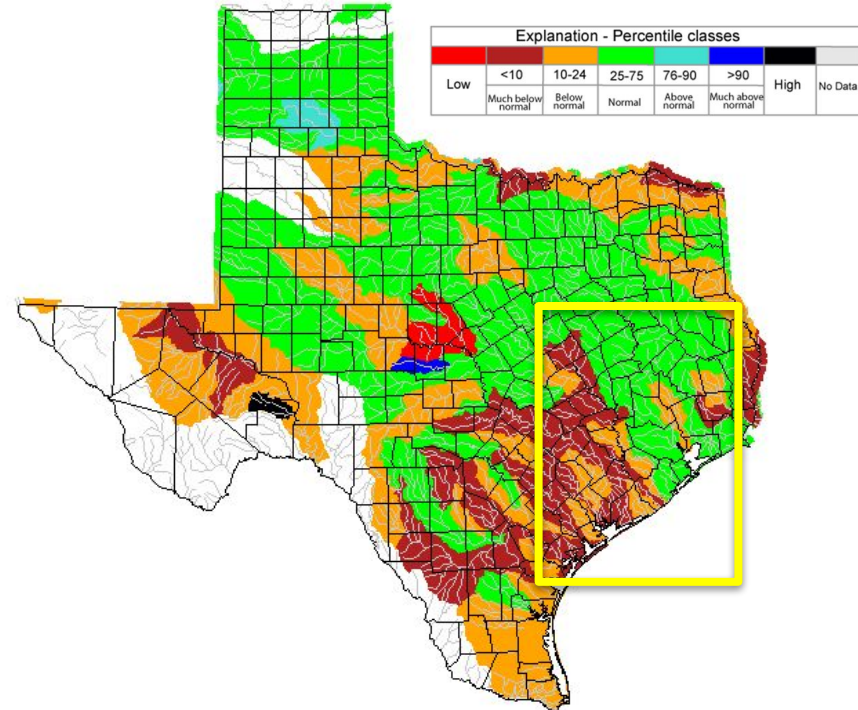 Explanation - Percentile classes
Low
<10
10-24
25-75
76-90
>90
High
No Data
Much below
normal
Below
normal
Normal
Above
normal
Much above
normal